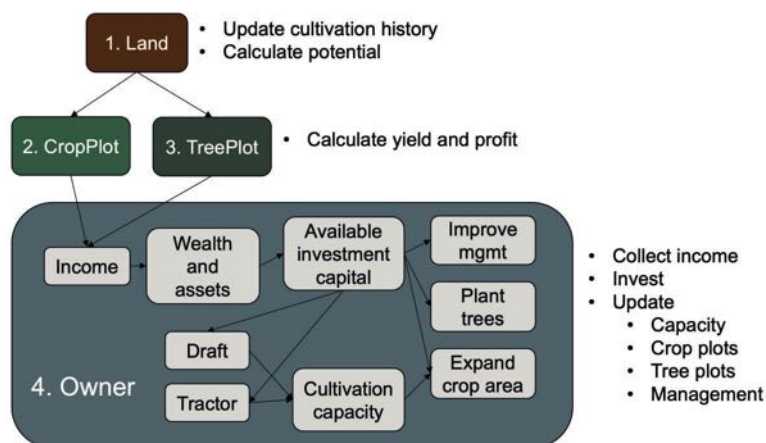 1. Land
• Update cultivation history
• Calculate potential
2. CropPlot
3. TreePlot
• Calculate yield and profit
Income
Wealth
and
assets
Available
investment
capital
Improve
mgmt
Plant
trees
Expand
crop area
Draft
Tractor
Cultivation
capacity
4. Owner
• Collect income
• Invest
• Update
• Capacity
• Crop plots
• Tree plots
• Management